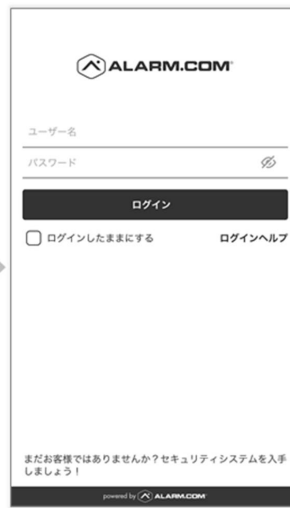 ALARM.COM
ユーザー名
パスワード
ログイン
ログインしたままにする ログインヘルプ
まだお客様ではありませんか？セキュリティシステムを入手
しましょう！
powered by ALARM.COM